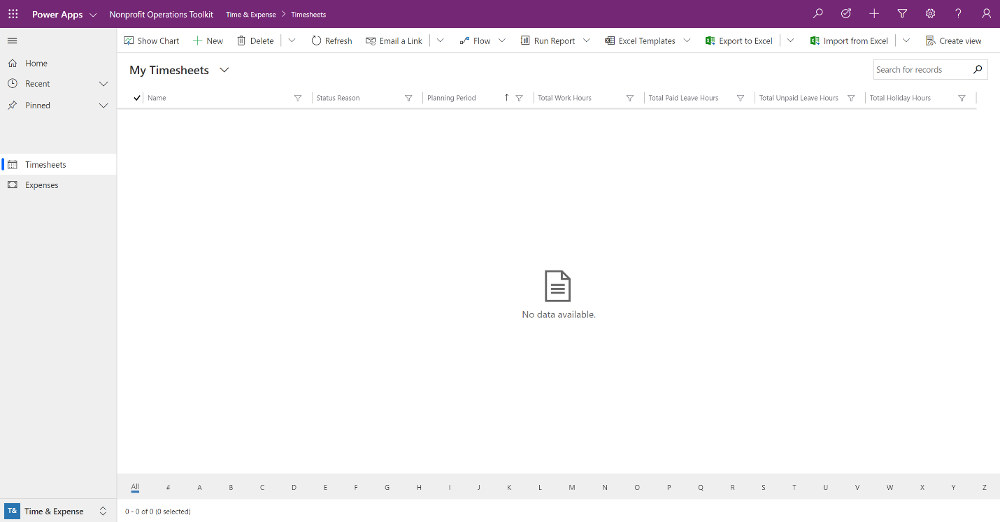 Power Apps Nonprofit Operations Toolkit Time & Expense Timesheets
Show Chart New Delete Refresh Email a Link Flow Run Report Excel Templates Export to Excel Import from Excel Create view
Home
Recent
Pinned
Timesheets
Expenses
My Timesheets
Search for records
Name Status Reason Planning Period Total Work Hours Total Paid Leave Hours Total Unpaid Leave Hours Total Holiday Hours
No data available.
All # A B C D E F G H I J K L M N O P Q R S T U V W X Y Z
T& Time & Expense
0 - 0 of 0 (0 selected)